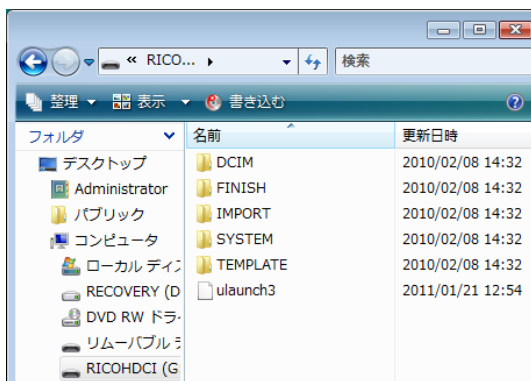 « RICO...
検索
整理 表示 書き込む
フォルダ
名前 更新日時
デスクトップ
Administrator
パブリック
コンピュータ
ローカル ディス
RECOVERY (D
DVD RW ドラ
リムーバブル デ
RICOHDCI (G
DCIM 2010/02/08 14:32
FINISH 2010/02/08 14:32
IMPORT 2010/02/08 14:32
SYSTEM 2010/02/08 14:32
TEMPLATE 2010/02/08 14:32
ulaunch3 2011/01/21 12:54